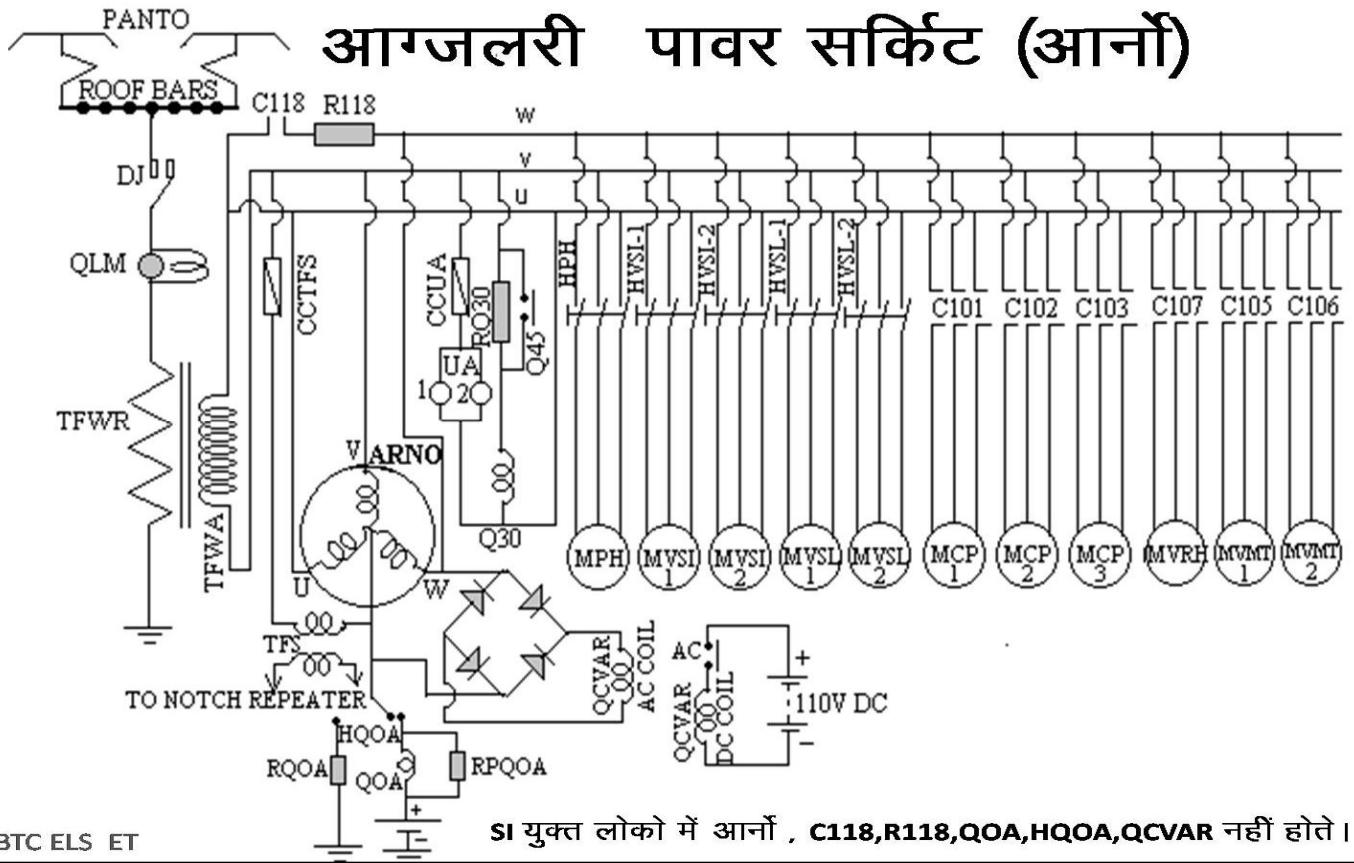 PANTO
आग्जलरी पावर सर्किट (आर्नो)
ROOF BARS
C118 R118
W
DJ
V
U
QLM
CCTFS
CCUA
RQ30
Q45
HPH
HVSI-1
HVSI-2
HVSL-1
HVSL-2
C101 C102 C103 C107 C105 C106
UA
1 2
TFWR
V ARNO
TFWA
Q30
MPH
MVSI 1
MVSI 2
MVSL 1
MVSL 2
MCP 1
MCP 2
MCP 3
MVRH
MVMT 1
MVMT 2
U
W
TFS
QCVAR
AC COIL
AC
QCVAR
DC COIL
+
110V DC
-
TO NOTCH REPEATER
HQOA
RQOA
QOA
RPQOA
+
-
BTC ELS ET
SI युक्त लोको में आर्नो , C118,R118,QOA,HQOA,QCVAR नहीं होते।